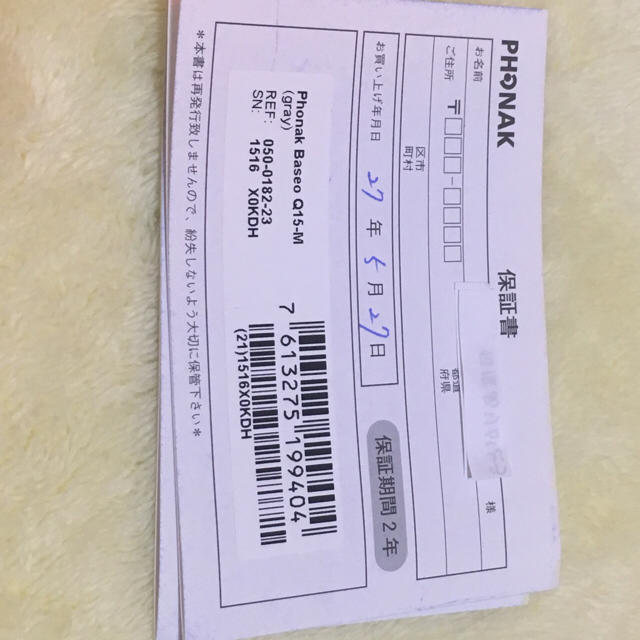 PHONAK
保証書
お名前
様
ご住所 〒□□□-□□□□
都道
府県
区市
町村
お買い上げ年月日 27年5月27日
保証期間2年
Phonak Baseo Q15-M
(gray)
REF: 050-0182-23
SN: 1516 X0KDH
7 613275 199404
(21)1516X0KDH
*本書は再発行致しませんので、紛失しないよう大切に保管下さい*